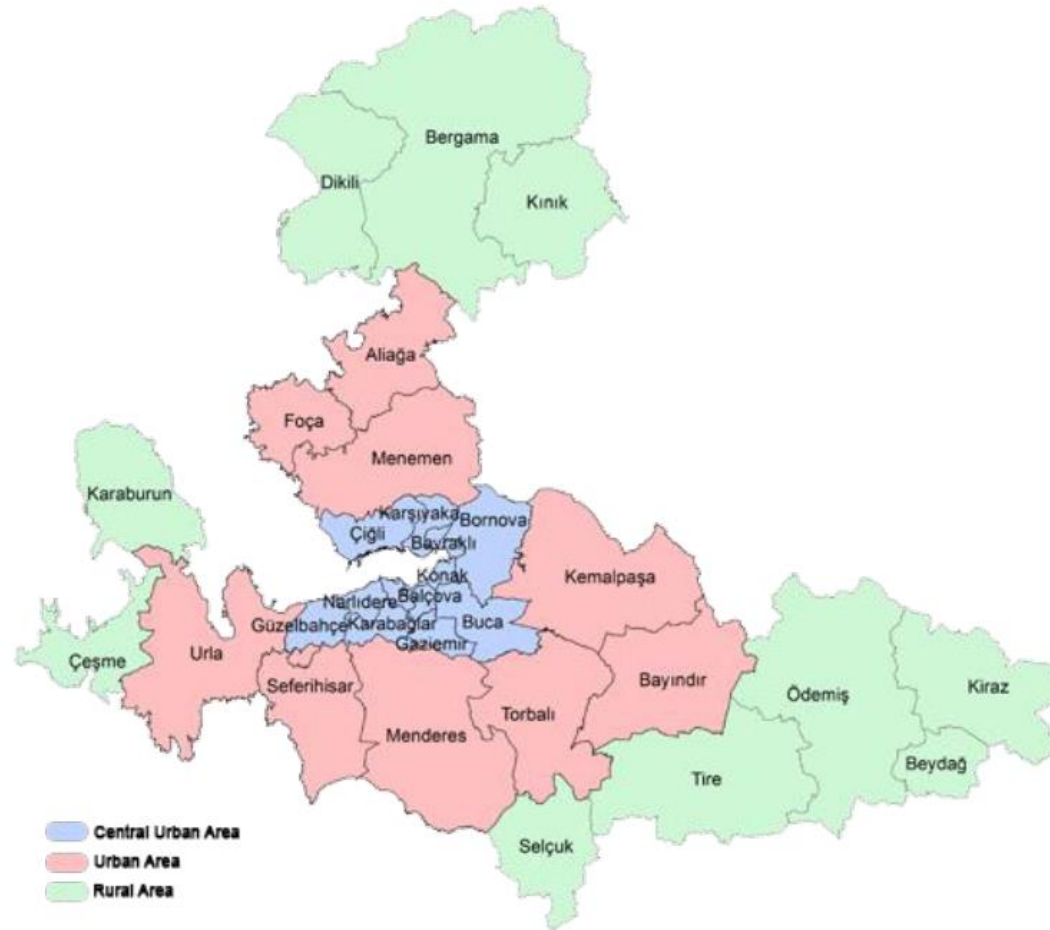 Bergama
Dikili
Kınık
Aliağa
Foça
Menemen
Karaburun
Karşıyaka
Bornova
Çiğli
Bayraklı
Konak
Kemalpaşa
Narlıdere
Balçova
Güzelbahçe
Karabağlar
Buca
Gaziemir
Urla
Çeşme
Seferihisar
Bayındır
Kiraz
Ödemiş
Torbalı
Menderes
Beydağ
Tire
Selçuk
Central Urban Area
Urban Area
Rural Area